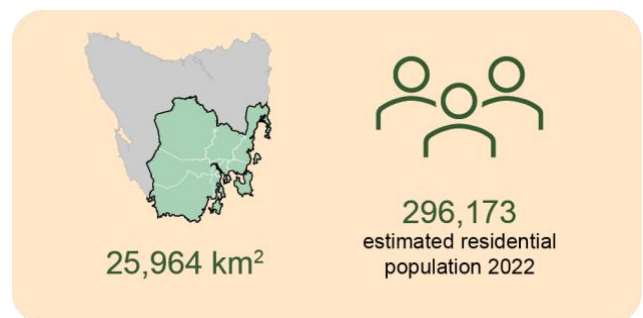 25,964 km²
296,173
estimated residential
population 2022